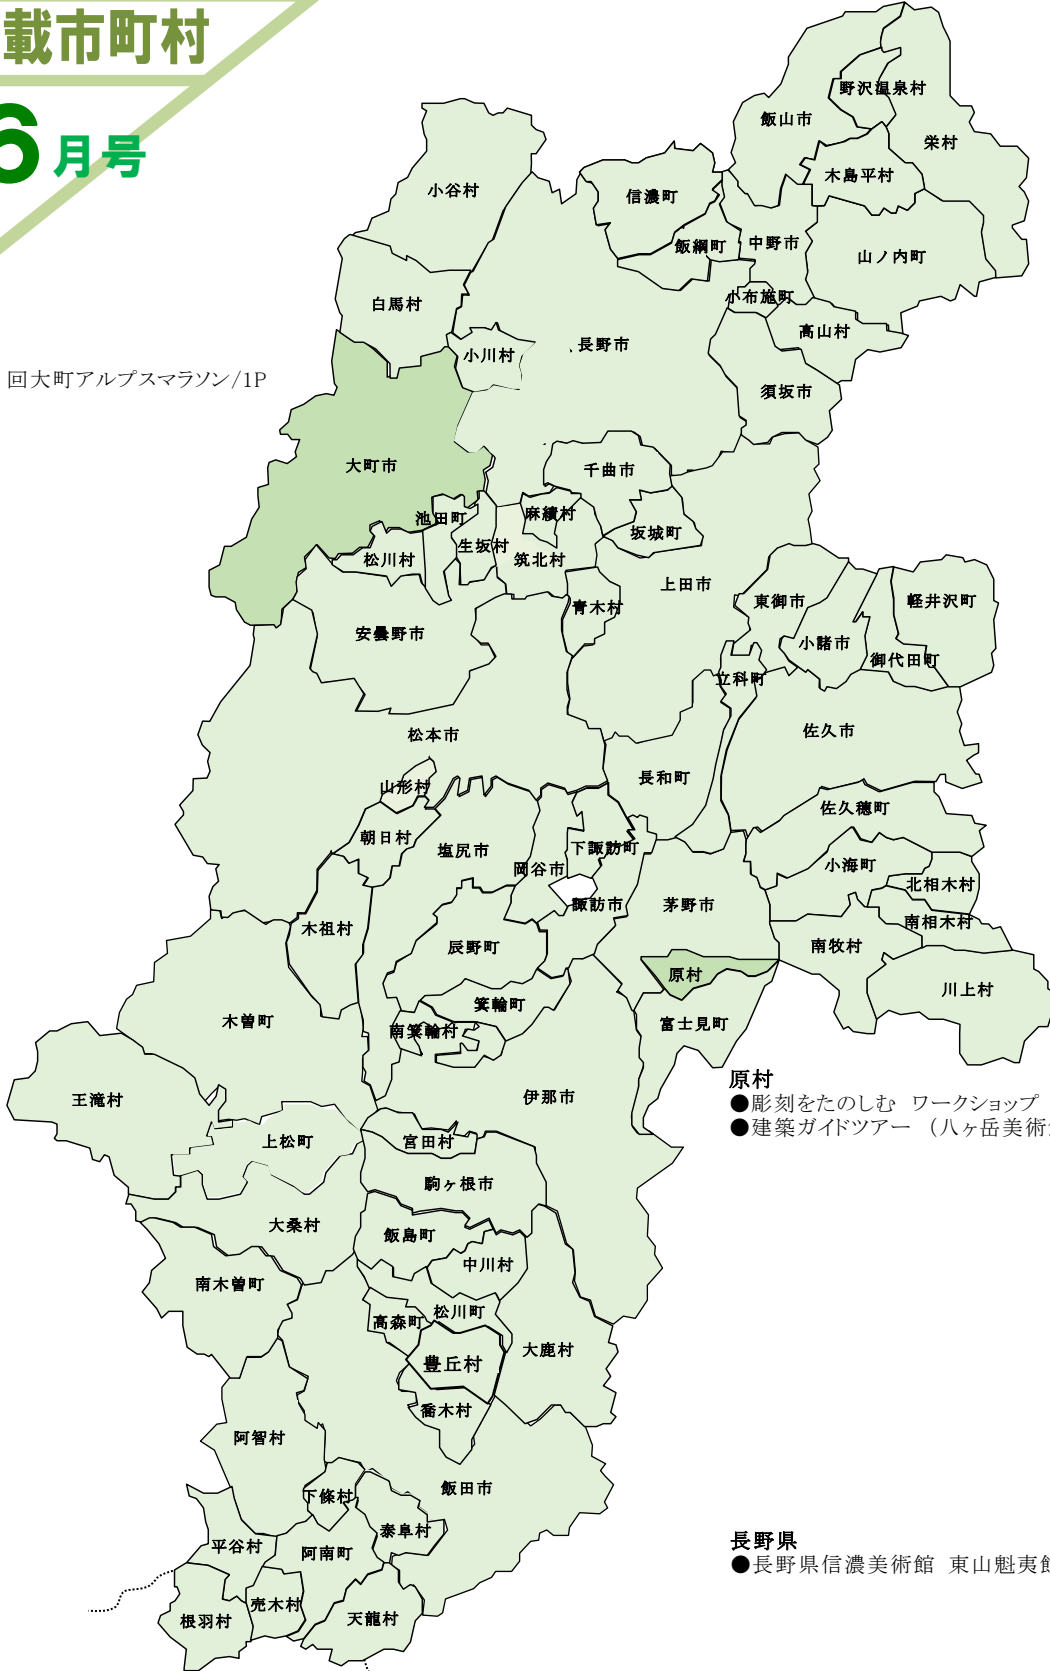 載市町村
6月号
野沢温泉村
飯山市
栄村
木島平村
小谷村
信濃町
飯綱町
中野市
山ノ内町
白馬村
小布施町
高山村
小川村
、長野市
回大町アルプスマラソン/1P
須坂市
大町市
千曲市
池田町
麻績村
坂城町
生坂村
松川村
筑北村
上田市
青木村
東御市
軽井沢町
安曇野市
小諸市
御代田町
立科町
松本市
佐久市
長和町
山形村
佐久穂町
朝日村
塩尻市
下諏訪町
岡谷市
小海町
北相木村
諏訪市
茅野市
木祖村
南相木村
辰野町
南牧村
原村
川上村
箕輪町
木曽町
南箕輪村
富士見町
原村
●彫刻をたのしむ ワークショップ
●建築ガイドツアー （八ヶ岳美術
王滝村
伊那市
上松町
宮田村
駒ヶ根市
大桑村
飯島町
中川村
南木曽町
松川町
高森町
大鹿村
豊丘村
喬木村
阿智村
飯田市
下條村
泰阜村
平谷村
阿南町
長野県
●長野県信濃美術館 東山魁夷館
売木村
根羽村
天龍村